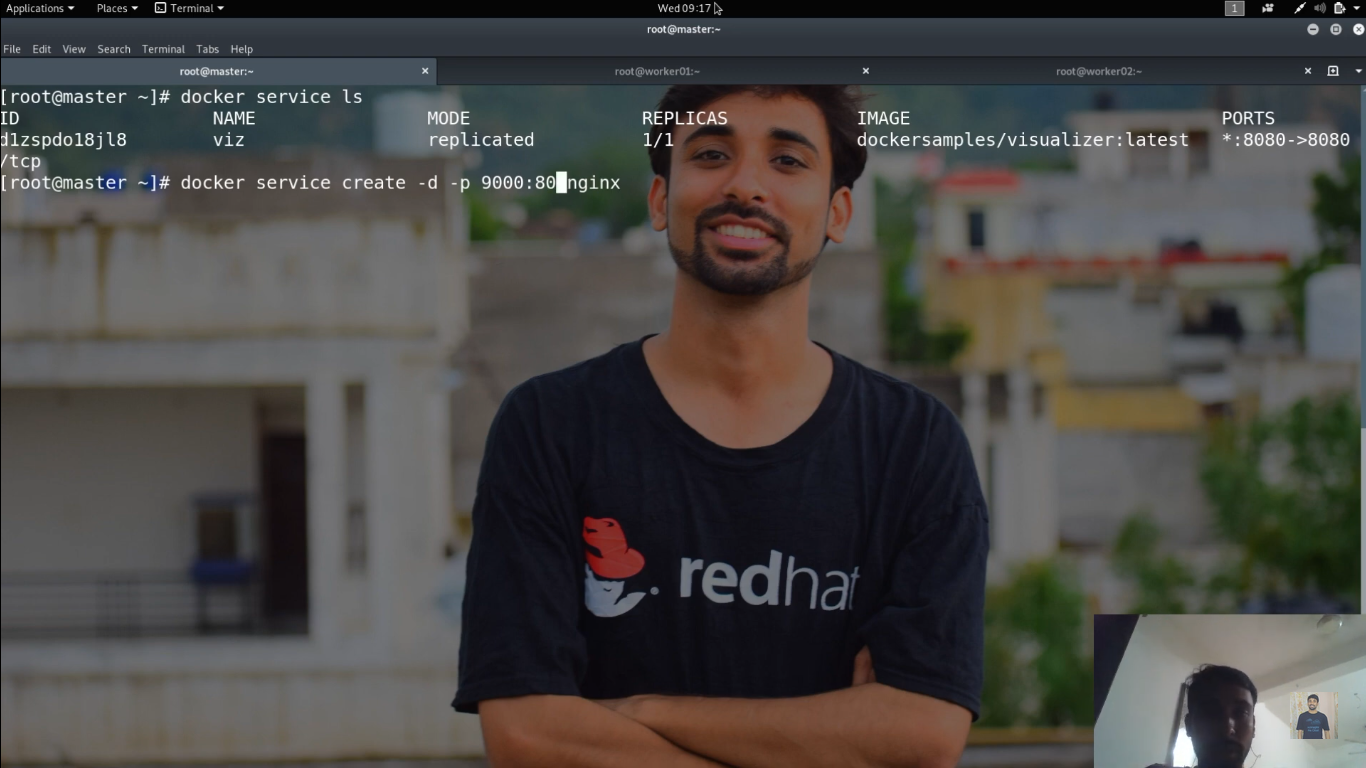 Applications Places Terminal Wed 09:17 1
root@master:~
File Edit View Search Terminal Tabs Help
root@master:~ × root@worker01:~ × root@worker02:~ ×
[root@master ~]# docker service ls
ID NAME MODE REPLICAS IMAGE PORTS
d1zspdo18jl8 viz replicated 1/1 dockersamples/visualizer:latest *:8080->8080
/tcp
[root@master ~]# docker service create -d -p 9000:80 nginx
redhat